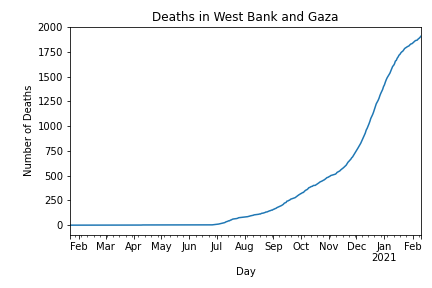 Deaths in West Bank and Gaza
Number of Deaths
2000
1750
1500
1250
1000
750
500
250
0
Feb Mar Apr May Jun Jul Aug Sep Oct Nov Dec Jan Feb
2021
Day